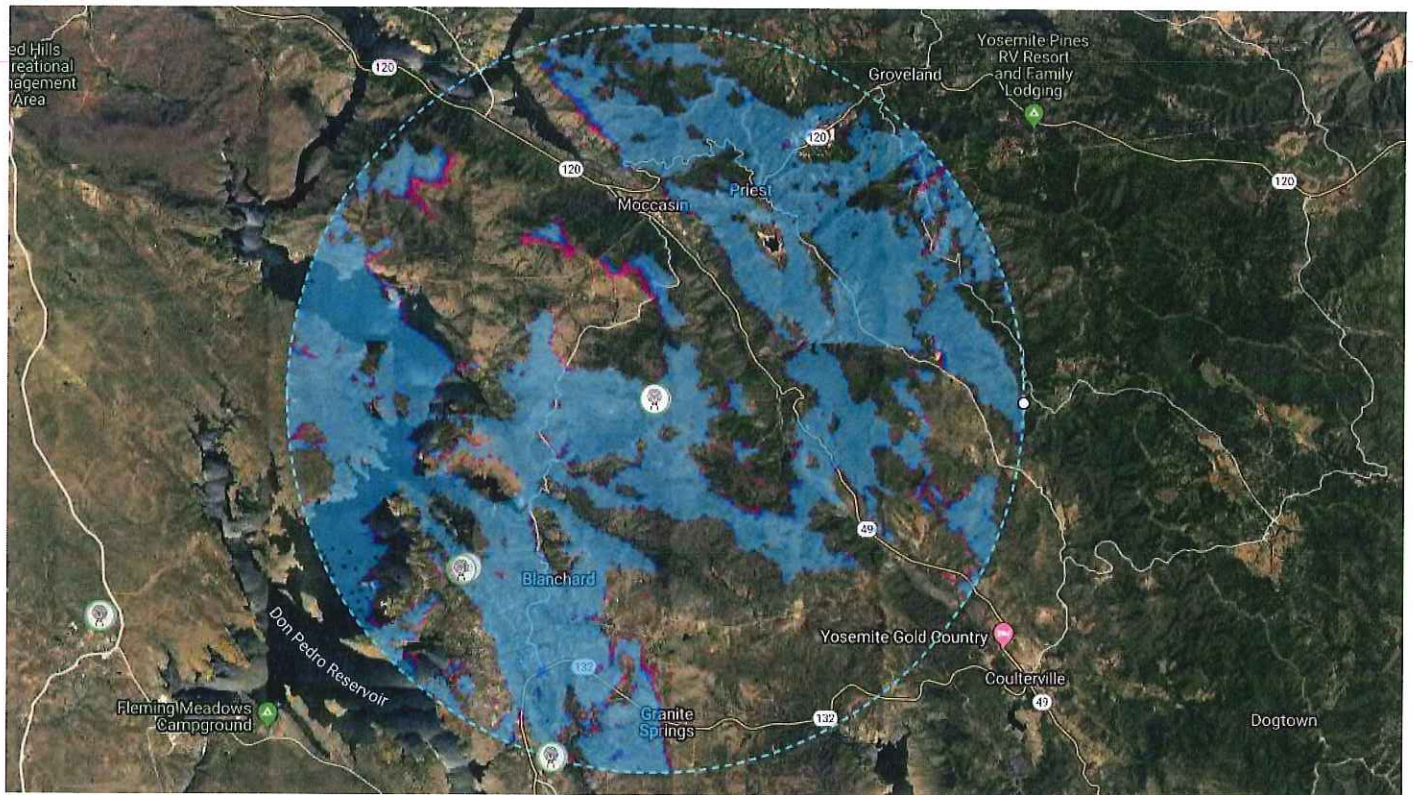 ed Hills
reational
nagement
Area
120
Yosemite Pines
RV Resort
and Family
Lodging
Groveland
120
120
120
Priest
Moccasin
49
Blanchard
Don Pedro Reservoir
Yosemite Gold Country
132
Coulterville
Fleming Meadows
Campground
49
Granite
Springs
132
Dogtown